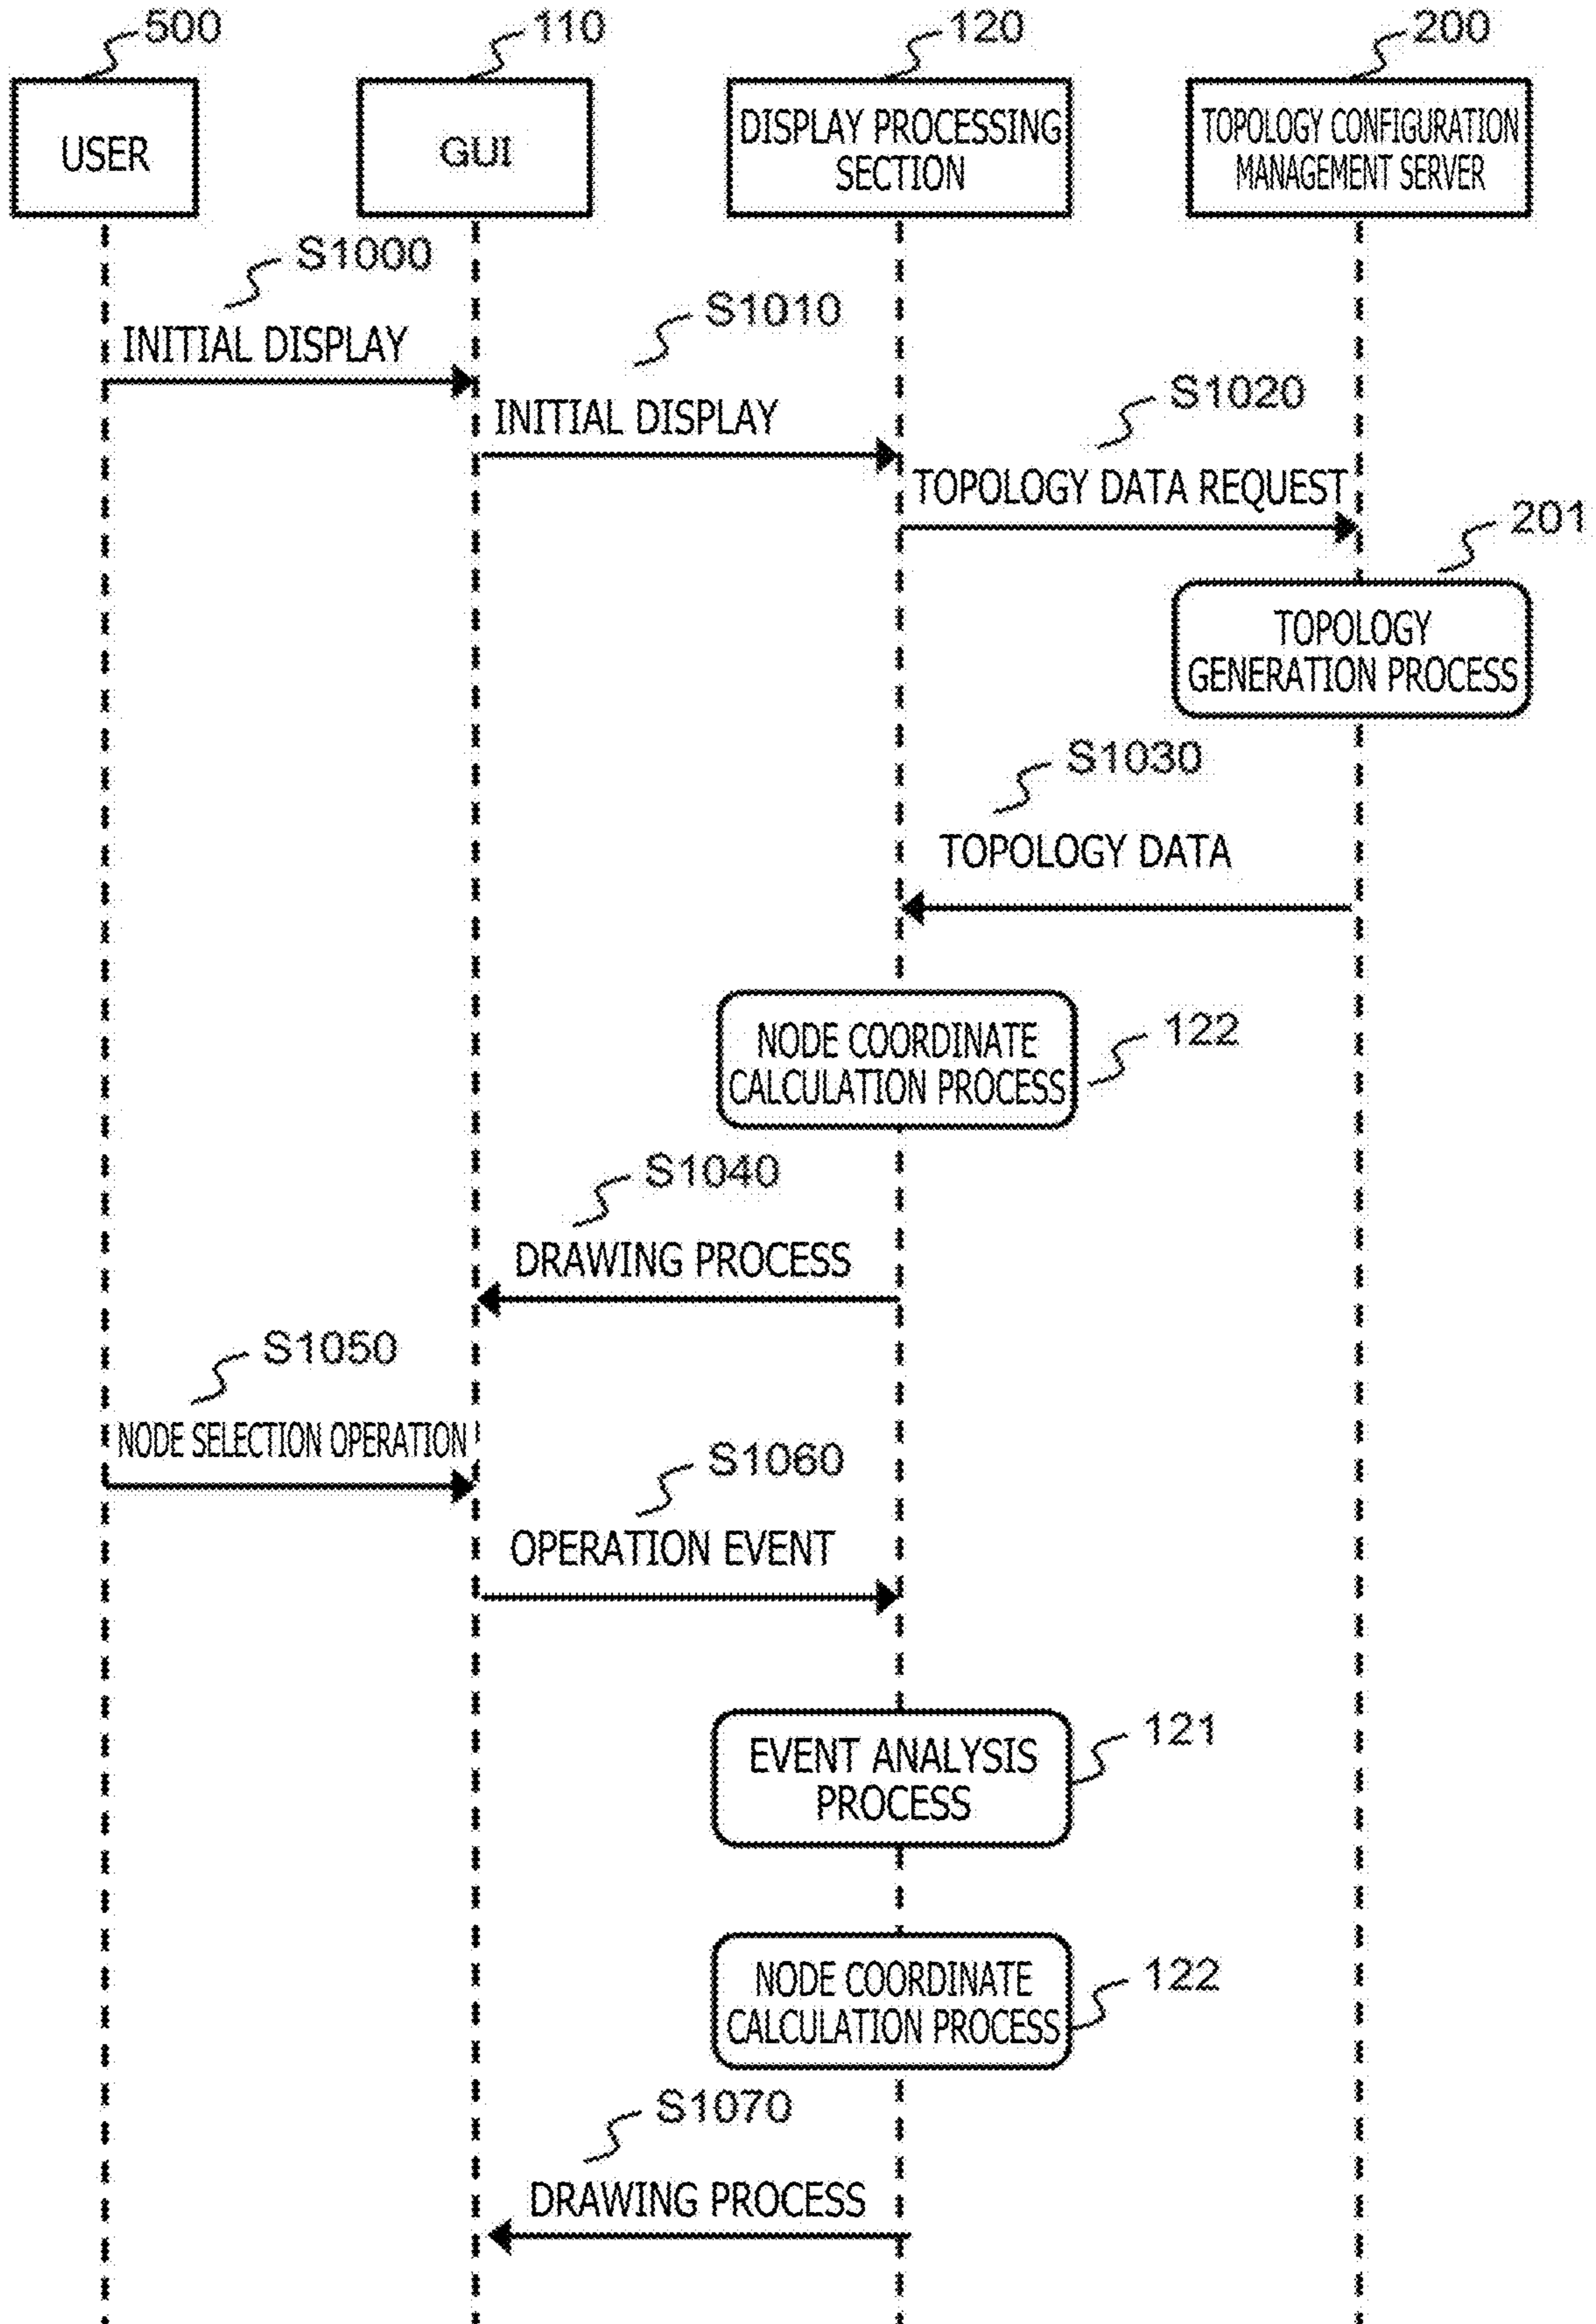 500
110
120
200
USER
GUI
DISPLAY PROCESSING
SECTION
TOPOLOGY CONFIGURATION
MANAGEMENT SERVER
S1000
INITIAL DISPLAY
S1010
INITIAL DISPLAY
S1020
TOPOLOGY DATA REQUEST
201
TOPOLOGY
GENERATION PROCESS
S1030
TOPOLOGY DATA
NODE COORDINATE
CALCULATION PROCESS
122
S1040
DRAWING PROCESS
S1050
NODE SELECTION OPERATION
S1060
OPERATION EVENT
EVENT ANALYSIS
PROCESS
121
NODE COORDINATE
CALCULATION PROCESS
122
S1070
DRAWING PROCESS